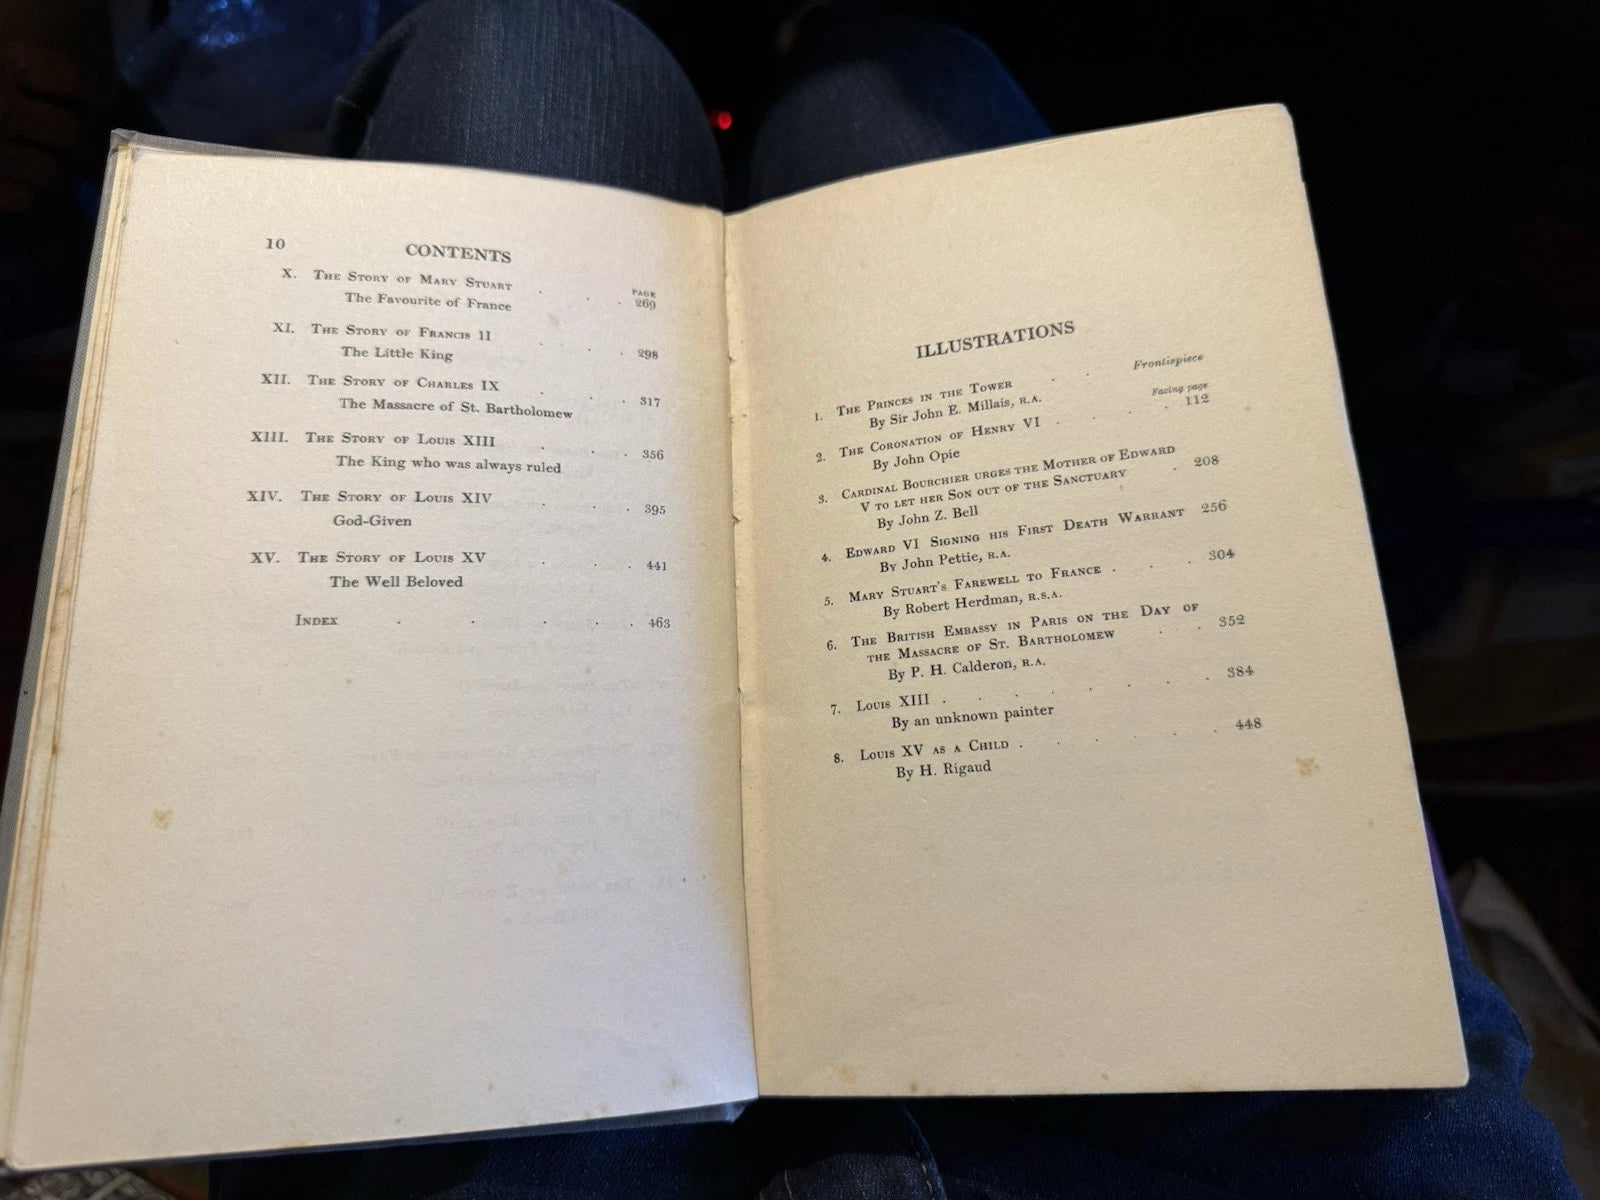 10
CONTENTS
PAGE
X. The Story of Mary Stuart . . . 269
The Favourite of France
XI. The Story of Francis II . . . 298
The Little King
XII. The Story of Charles IX . . . 317
The Massacre of St. Bartholomew
XIII. The Story of Louis XIII . . . 356
The King who was always ruled
XIV. The Story of Louis XIV . . . 395
God-Given
XV. The Story of Louis XV . . . 441
The Well Beloved
Index . . . . . 463
ILLUSTRATIONS
1. The Princes in the Tower . . Frontispiece
By Sir John E. Millais, R.A.
Facing page
2. The Coronation of Henry VI . . . . 112
By John Opie
3. Cardinal Bourchier urges the Mother of Edward
V to let her Son out of the Sanctuary . 208
By John Z. Bell
4. Edward VI Signing his First Death Warrant 256
By John Pettie, R.A.
5. Mary Stuart's Farewell to France . . . 304
By Robert Herdman, R.S.A.
6. The British Embassy in Paris on the Day of
the Massacre of St. Bartholomew . . 352
By P. H. Calderon, R.A.
7. Louis XIII . . . . . . . 384
By an unknown painter
8. Louis XV as a Child . . . . . 448
By H. Rigaud